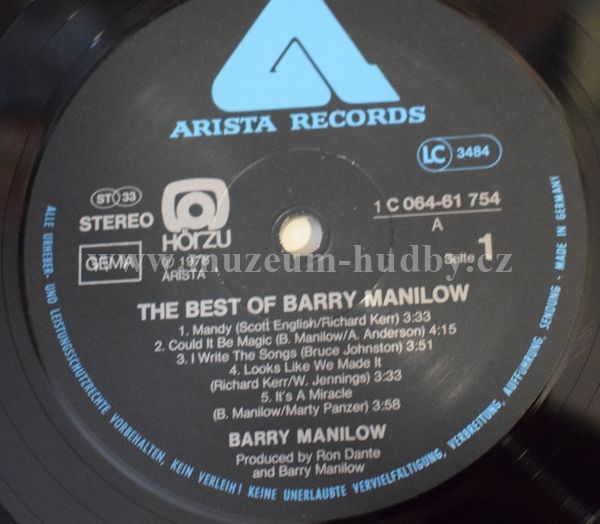 ARISTA RECORDS
LC 3484
ST 33
STEREO
HÖRZU
1 C 064-61 754
A
GEMA
℗ 1978
ARISTA
Seite 1
www.muzeum-hudby.cz
THE BEST OF BARRY MANILOW
1. Mandy (Scott English/Richard Kerr) 3:33
2. Could It Be Magic (B. Manilow/A. Anderson) 4:15
3. I Write The Songs (Bruce Johnston) 3:51
4. Looks Like We Made It
(Richard Kerr/W. Jennings) 3:33
5. It's A Miracle
(B. Manilow/Marty Panzer) 3:58
BARRY MANILOW
Produced by Ron Dante
and Barry Manilow
ALLE URHEBER- UND LEISTUNGSSCHUTZRECHTE VORBEHALTEN, KEIN VERLEIH! KEINE UNERLAUBTE VERVIELFÄLTIGUNG, VERBREITUNG, AUFFÜHRUNG, SENDUNG - MADE IN GERMANY